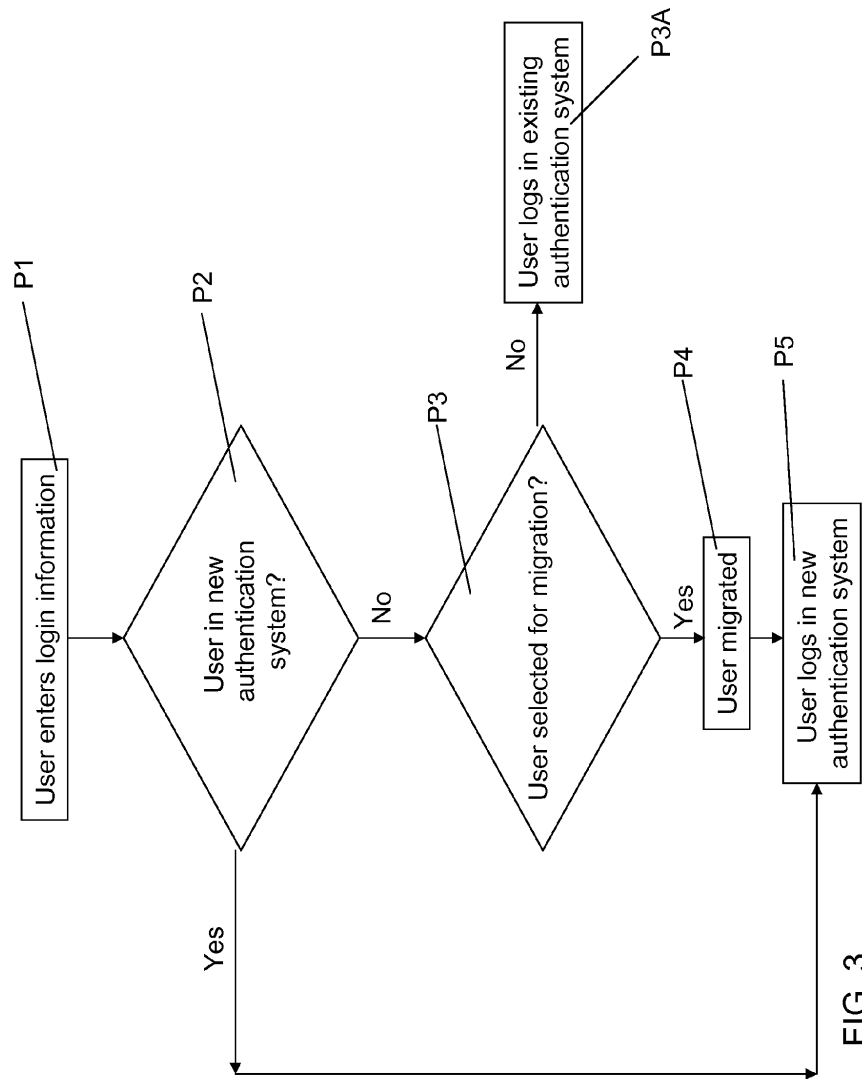 User enters login information
P1
User in new
authentication
system?
P2
Yes
No
User selected for migration?
P3
No
User logs in existing
authentication system
P3A
Yes
User migrated
P4
User logs in new
authentication system
P5
FIG. 3